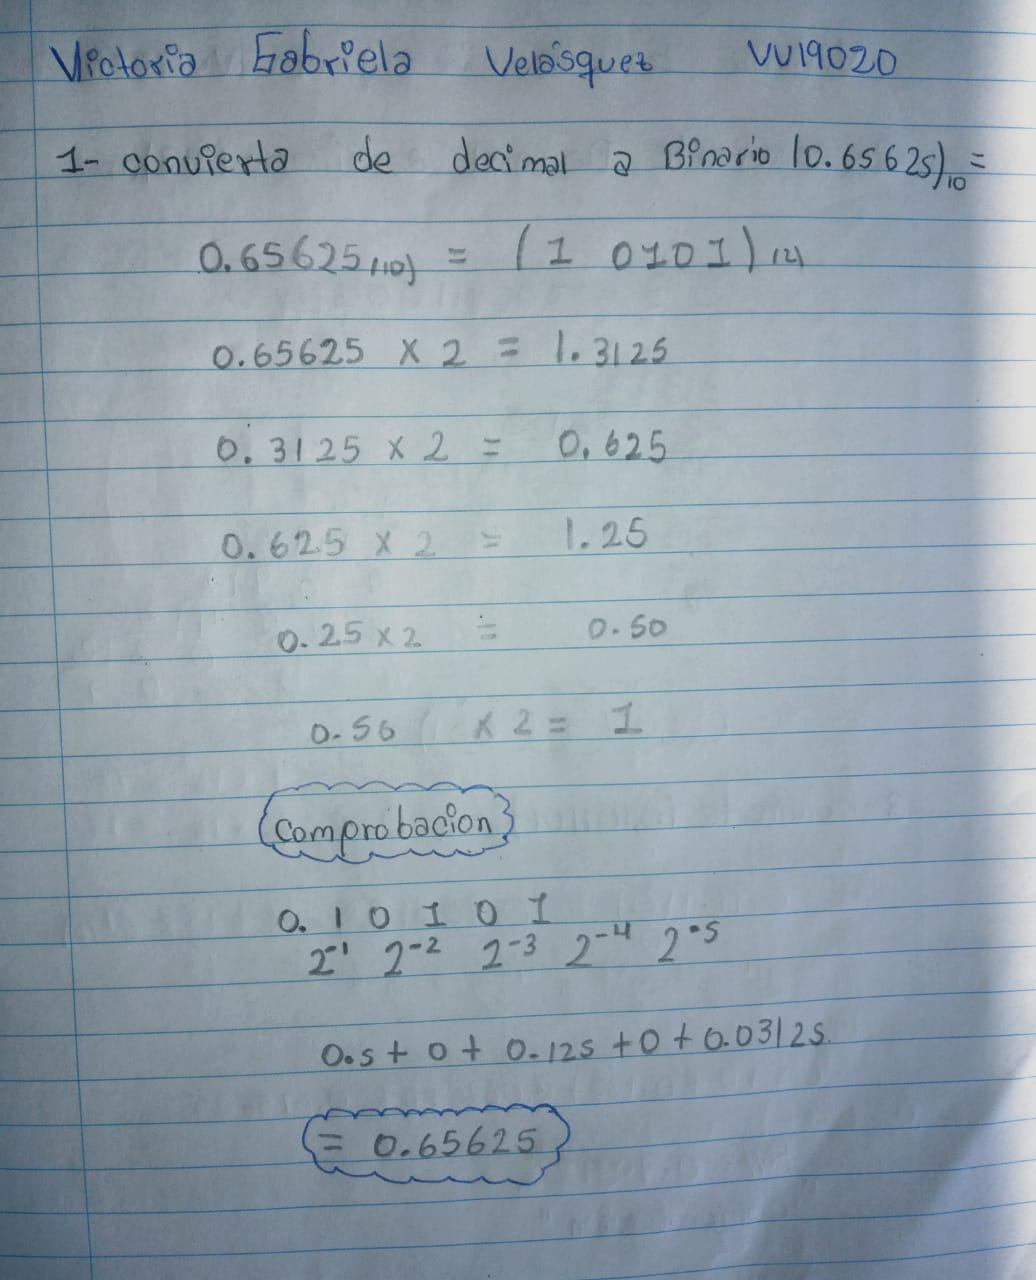 Victoria Gabriela Velásquez VV19020
1- convierta de decimal a Binario (0.65625)₁₀ =
0.65625₍₁₀₎ = (1 0101)₍₂₎
0.65625 x 2 = 1.3125
0.3125 x 2 = 0.625
0.625 x 2 = 1.25
0.25 x 2 = 0.50
0.50 x 2 = 1
Comprobacion
0. 1 0 1 0 1
2⁻¹ 2⁻² 2⁻³ 2⁻⁴ 2⁻⁵
0.5 + 0 + 0.125 + 0 + 0.03125
= 0.65625